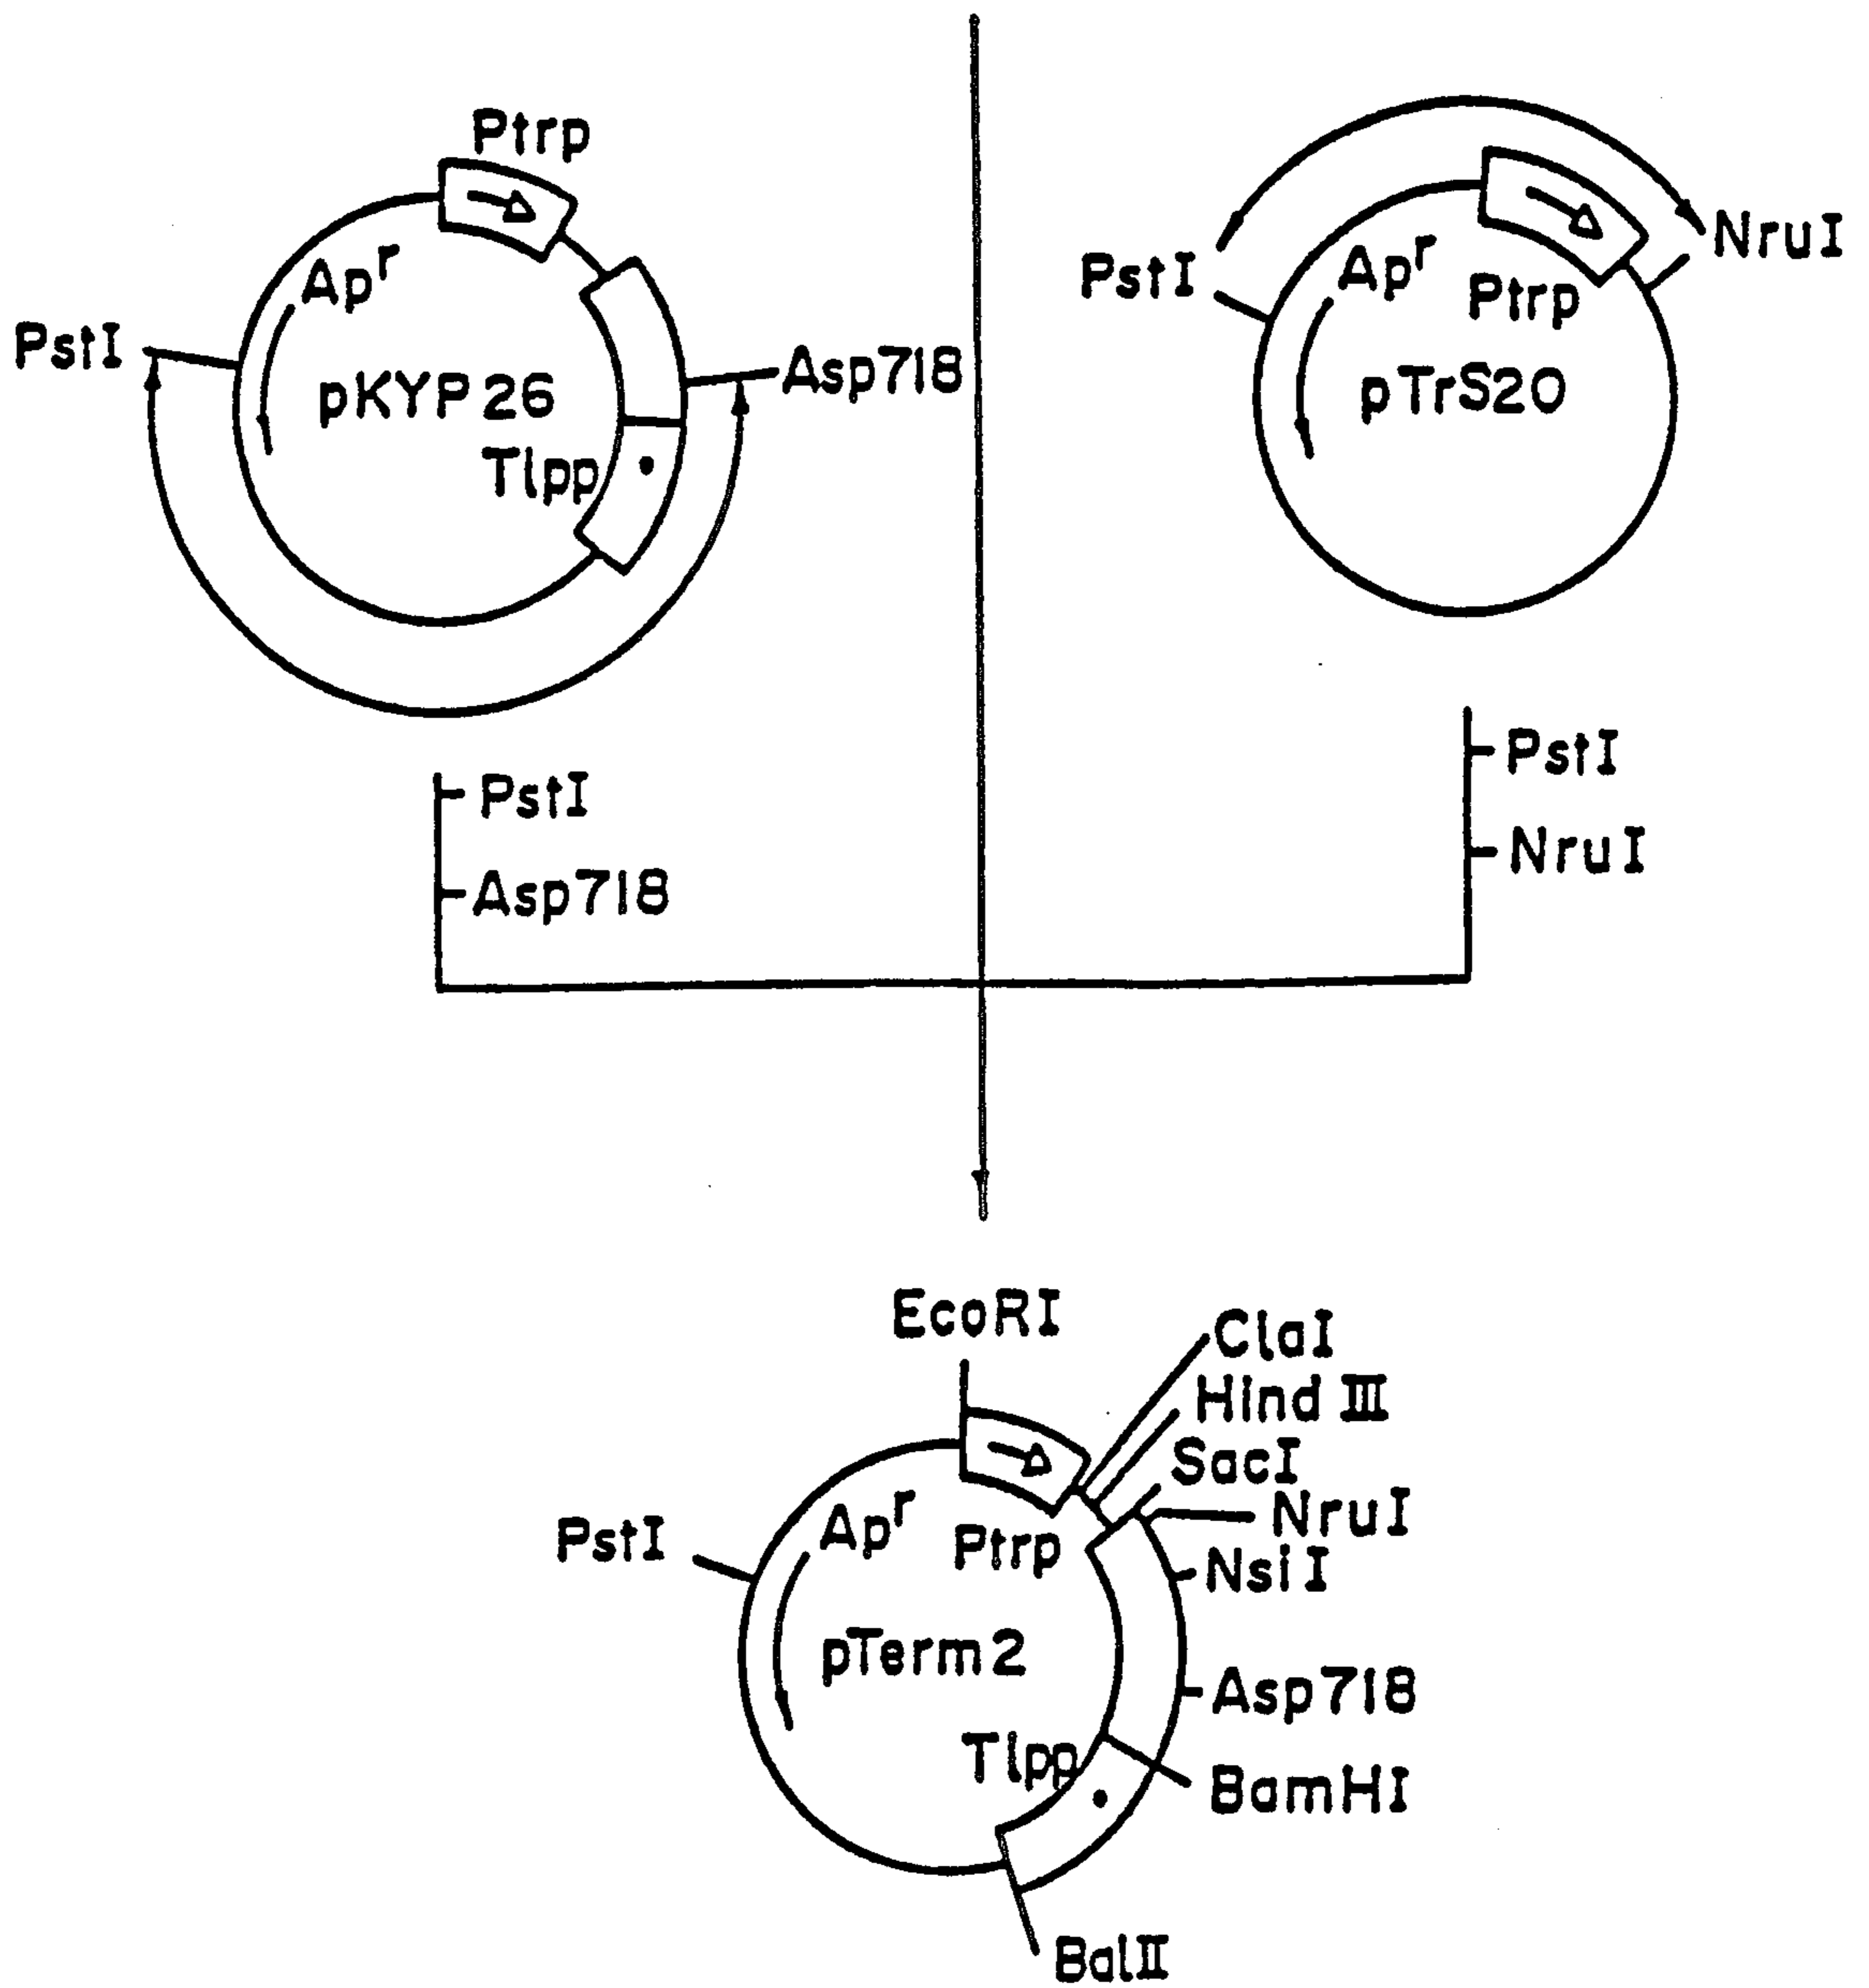 Ptrp
Apr
PstI
pKYP26
Asp718
Tlpp
PstI
Apr
Ptrp
NruI
pTrS20
PstI
Asp718
PstI
NruI
EcoRI
ClaI
Hind III
SacI
NruI
NsiI
PstI
Apr
Ptrp
pTerm2
Asp718
Tlpp
BamHI
BalII